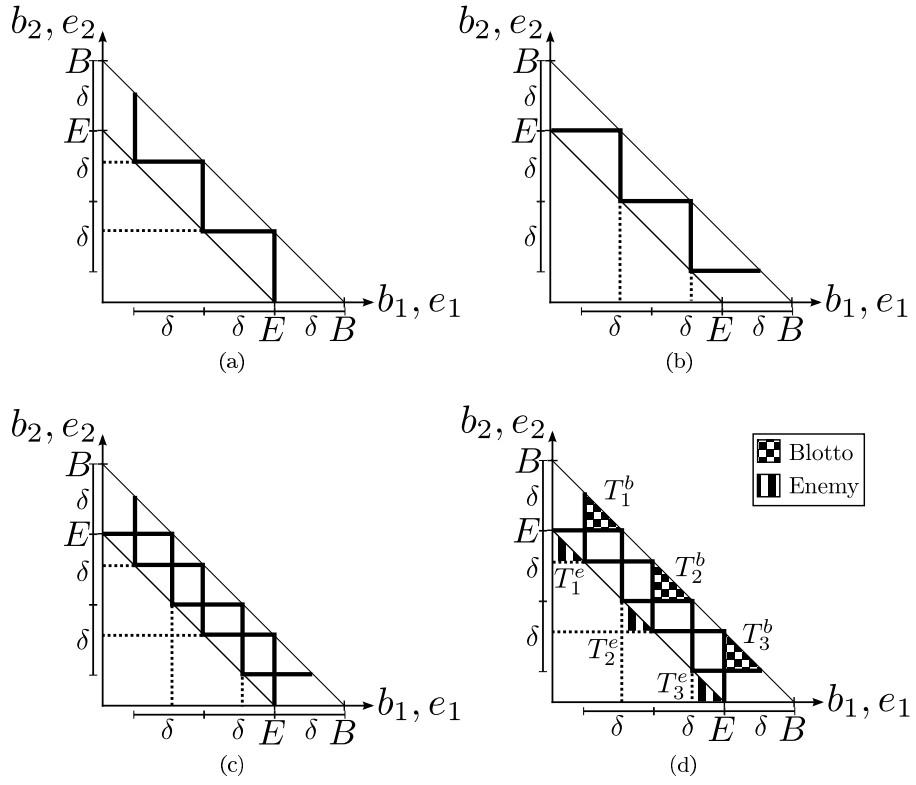 b₂, e₂
B
δ
E
δ
δ
b₁, e₁
δ δ E δ B
(a)
b₂, e₂
B
δ
E
δ
δ
b₁, e₁
δ δ E δ B
(b)
b₂, e₂
B
δ
E
δ
δ
b₁, e₁
δ δ E δ B
(c)
b₂, e₂
Blotto
Enemy
B
δ
T₁ᵇ
E
δ
T₁ᵉ
T₂ᵇ
δ
T₂ᵉ
T₃ᵇ
T₃ᵉ
b₁, e₁
δ δ E δ B
(d)